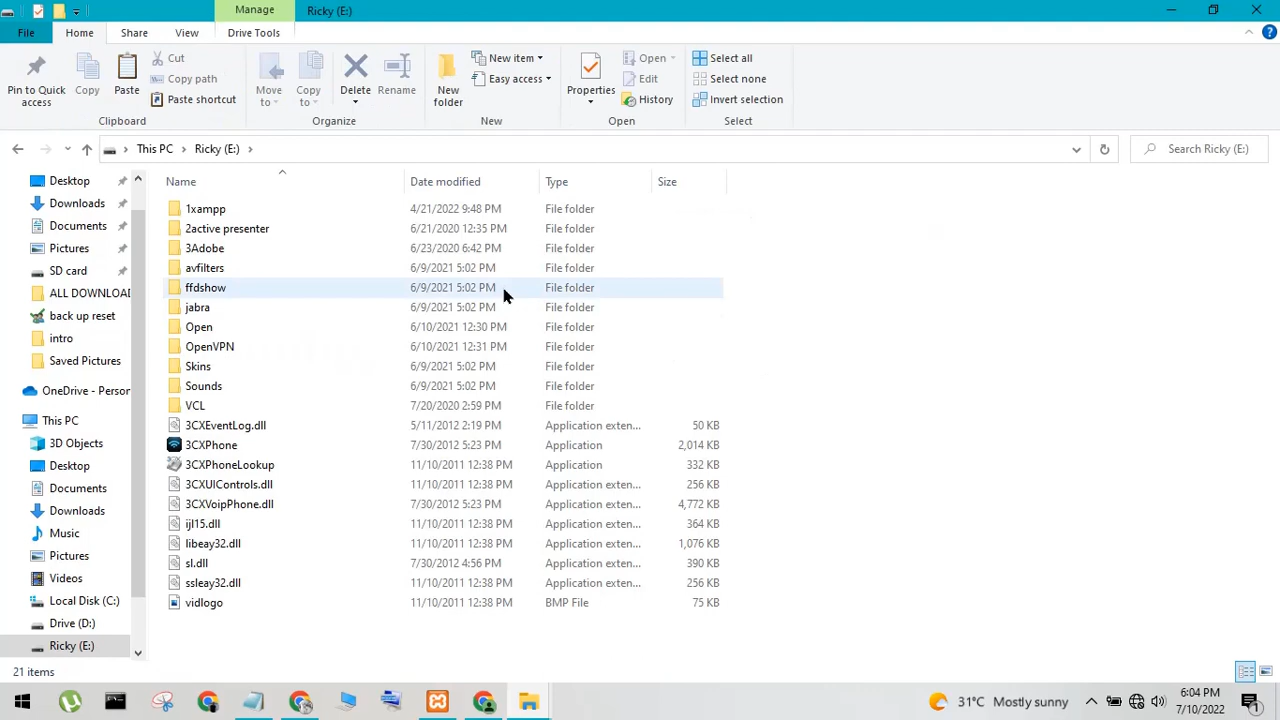 Manage
Ricky (E:)
File
Home
Share
View
Drive Tools
Pin to Quick access
Copy
Paste
Cut
Copy path
Paste shortcut
Clipboard
Move to
Copy to
Delete
Rename
Organize
New folder
New item
Easy access
New
Properties
Open
Edit
History
Open
Select all
Select none
Invert selection
Select
This PC
Ricky (E:)
Search Ricky (E:)
Name Date modified Type Size
1xampp 4/21/2022 9:48 PM File folder
2active presenter 6/21/2020 12:35 PM File folder
3Adobe 6/23/2020 6:42 PM File folder
avfilters 6/9/2021 5:02 PM File folder
ffdshow 6/9/2021 5:02 PM File folder
jabra 6/9/2021 5:02 PM File folder
Open 6/10/2021 12:30 PM File folder
OpenVPN 6/10/2021 12:31 PM File folder
Skins 6/9/2021 5:02 PM File folder
Sounds 6/9/2021 5:02 PM File folder
VCL 7/20/2020 2:59 PM File folder
3CXEventLog.dll 5/11/2012 2:19 PM Application exten... 50 KB
3CXPhone 7/30/2012 5:23 PM Application 2,014 KB
3CXPhoneLookup 11/10/2011 12:38 PM Application 332 KB
3CXUIControls.dll 11/10/2011 12:38 PM Application exten... 256 KB
3CXVoipPhone.dll 7/30/2012 5:23 PM Application exten... 4,772 KB
ijl15.dll 11/10/2011 12:38 PM Application exten... 364 KB
libeay32.dll 11/10/2011 12:38 PM Application exten... 1,076 KB
sl.dll 7/30/2012 4:56 PM Application exten... 390 KB
ssleay32.dll 11/10/2011 12:38 PM Application exten... 256 KB
vidlogo 11/10/2011 12:38 PM BMP File 75 KB
Desktop
Downloads
Documents
Pictures
SD card
ALL DOWNLOA
back up reset
intro
Saved Pictures
OneDrive - Person
This PC
3D Objects
Desktop
Documents
Downloads
Music
Pictures
Videos
Local Disk (C:)
Drive (D:)
Ricky (E:)
21 items
31°C Mostly sunny
6:04 PM
7/10/2022
1